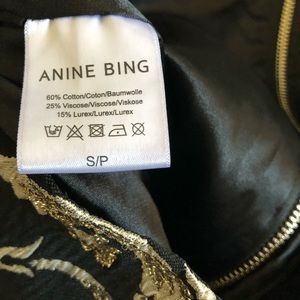 ANINE BING
60% Cotton/Coton/Baumwolle
25% Viscose/Viscose/Viskose
15% Lurex/Lurex/Lurex
S/P